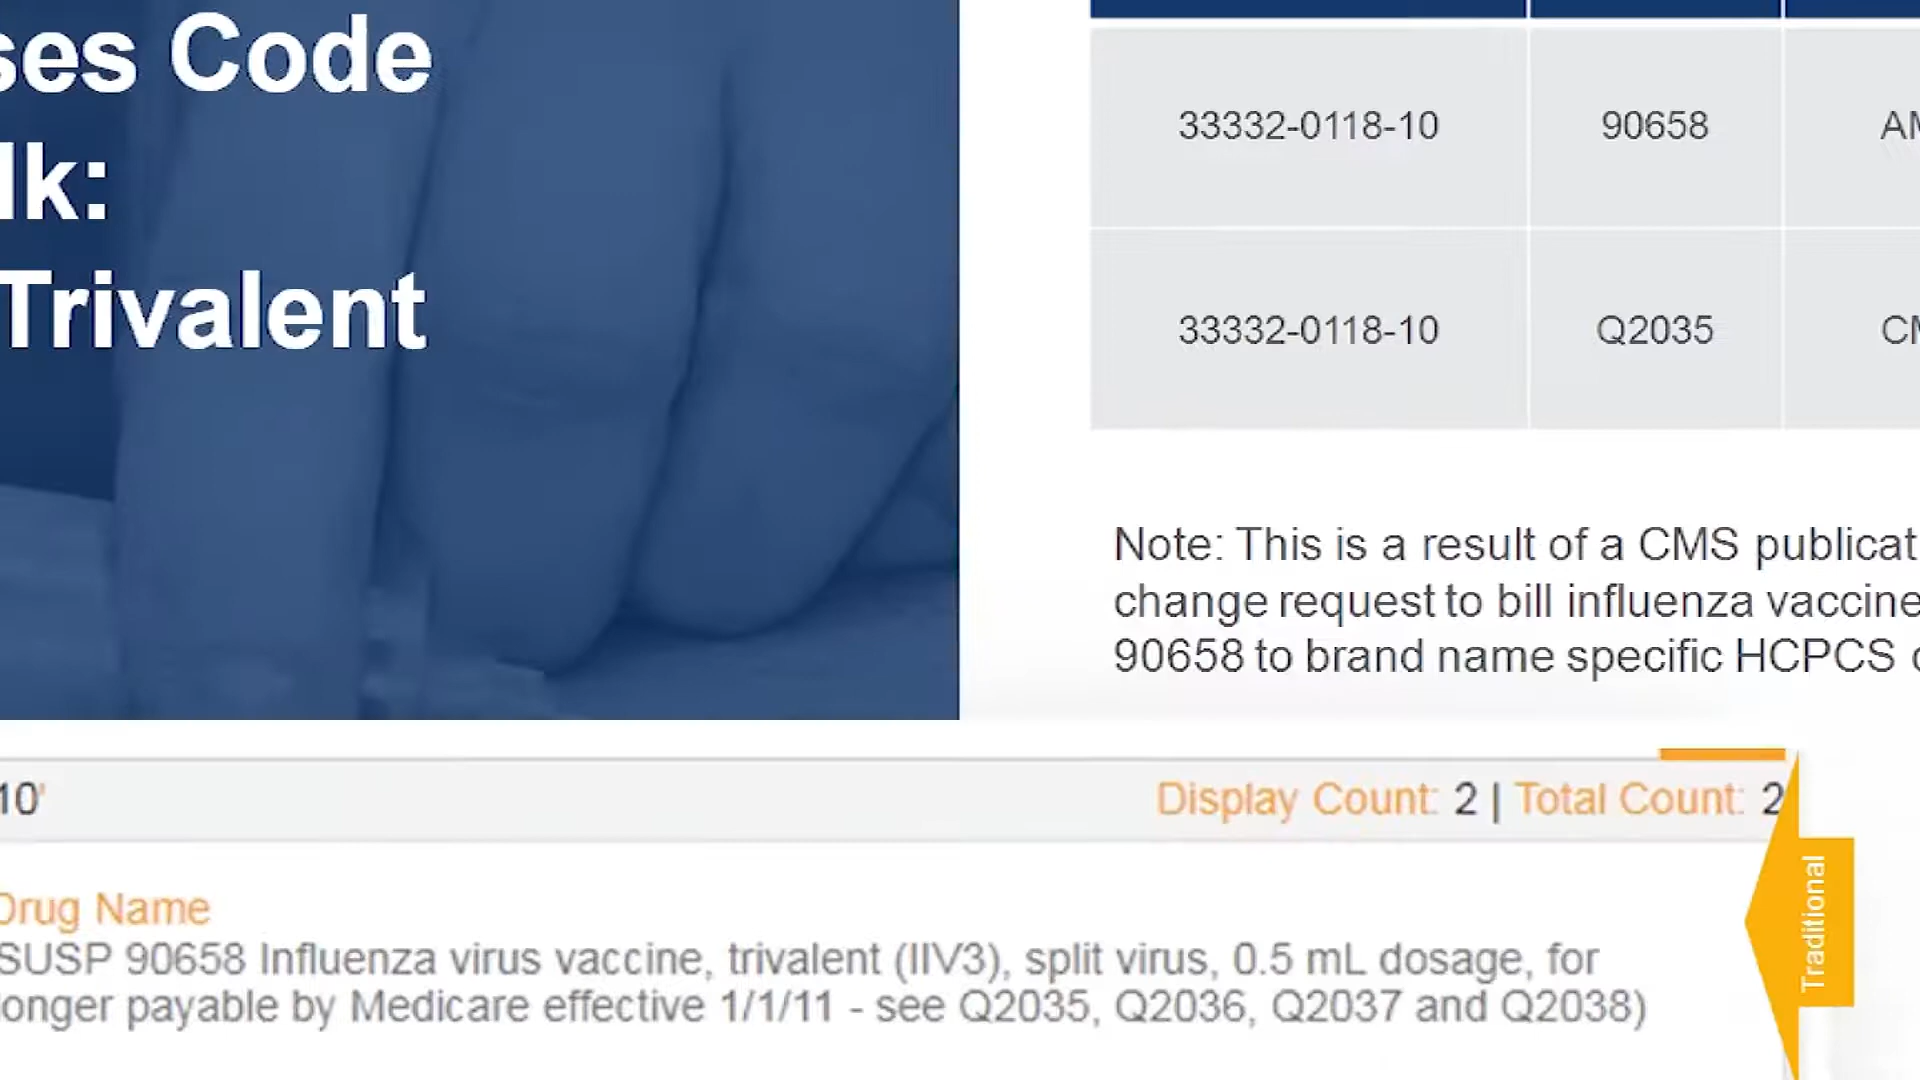 ses Code
lk:
Trivalent
33332-0118-10 90658 AM
33332-0118-10 Q2035 CM
Note: This is a result of a CMS publicat
change request to bill influenza vaccine
90658 to brand name specific HCPCS
10' Display Count: 2 | Total Count: 2
Traditional
Drug Name
SUSP 90658 Influenza virus vaccine, trivalent (IIV3), split virus, 0.5 mL dosage, for
onger payable by Medicare effective 1/1/11 - see Q2035, Q2036, Q2037 and Q2038)